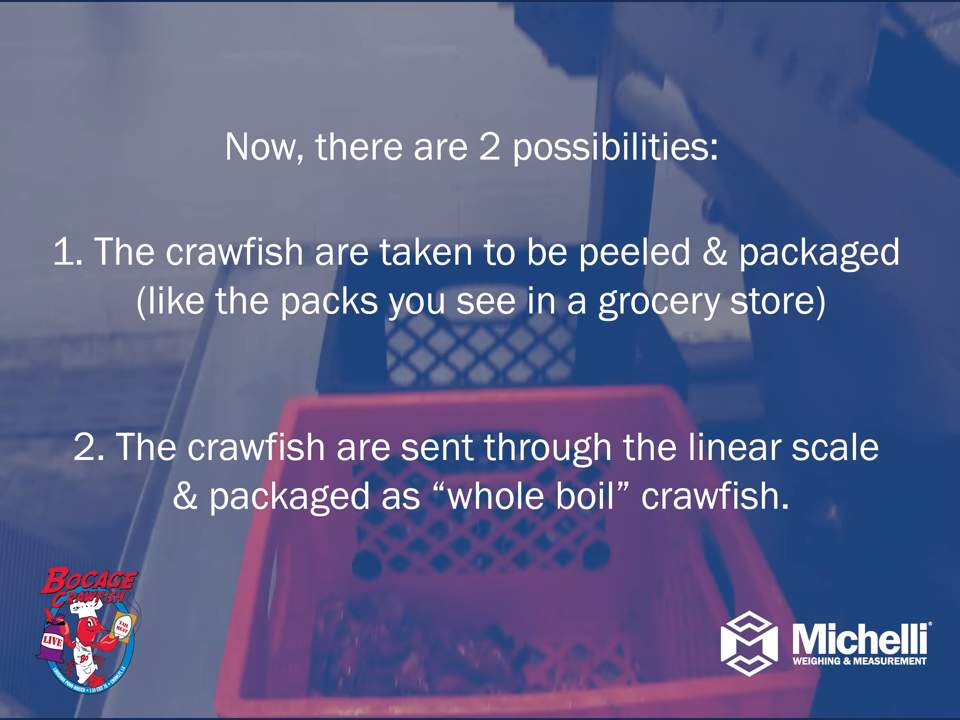 Now, there are 2 possibilities:
1. The crawfish are taken to be peeled & packaged
(like the packs you see in a grocery store)
2. The crawfish are sent through the linear scale
& packaged as “whole boil” crawfish.
BOCAGE
CRAWFISH
LIVE
TAIL
MEAT
Michelli®
WEIGHING & MEASUREMENT